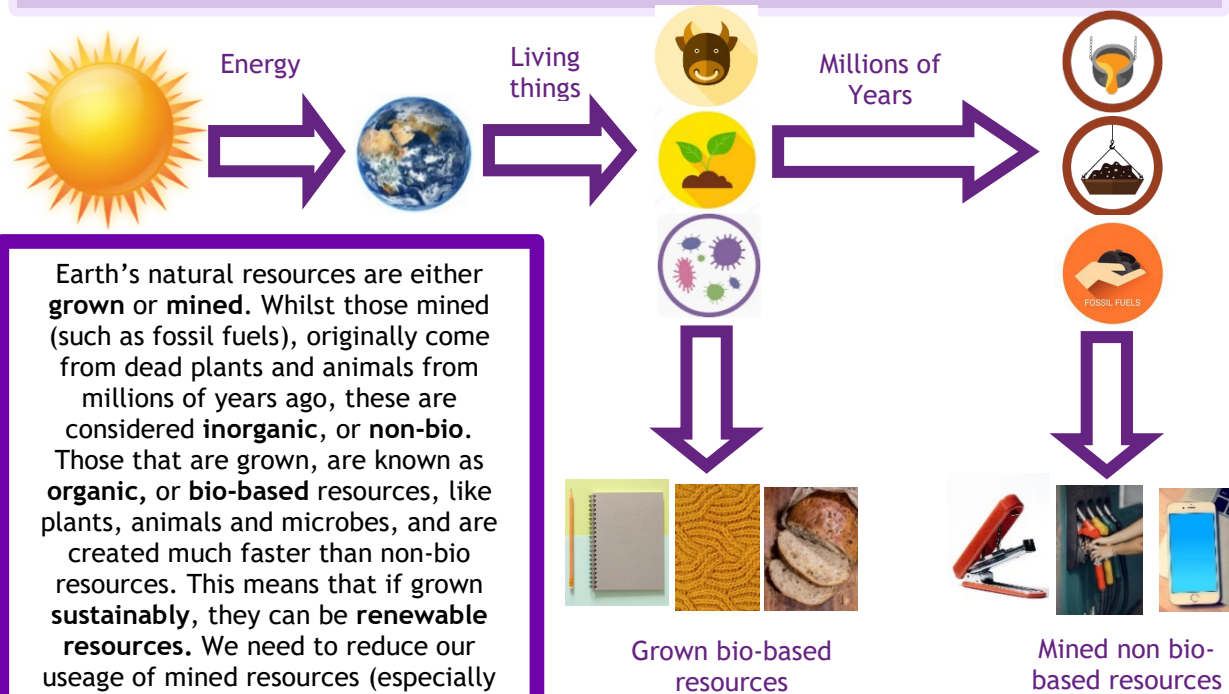 Energy
Living
things
Millions of
Years
FOSSIL FUELS
Earth’s natural resources are either
grown or mined. Whilst those mined
(such as fossil fuels), originally come
from dead plants and animals from
millions of years ago, these are
considered inorganic, or non-bio.
Those that are grown, are known as
organic, or bio-based resources, like
plants, animals and microbes, and are
created much faster than non-bio
resources. This means that if grown
sustainably, they can be renewable
resources. We need to reduce our
useage of mined resources (especially
Grown bio-based
resources
Mined non bio-
based resources